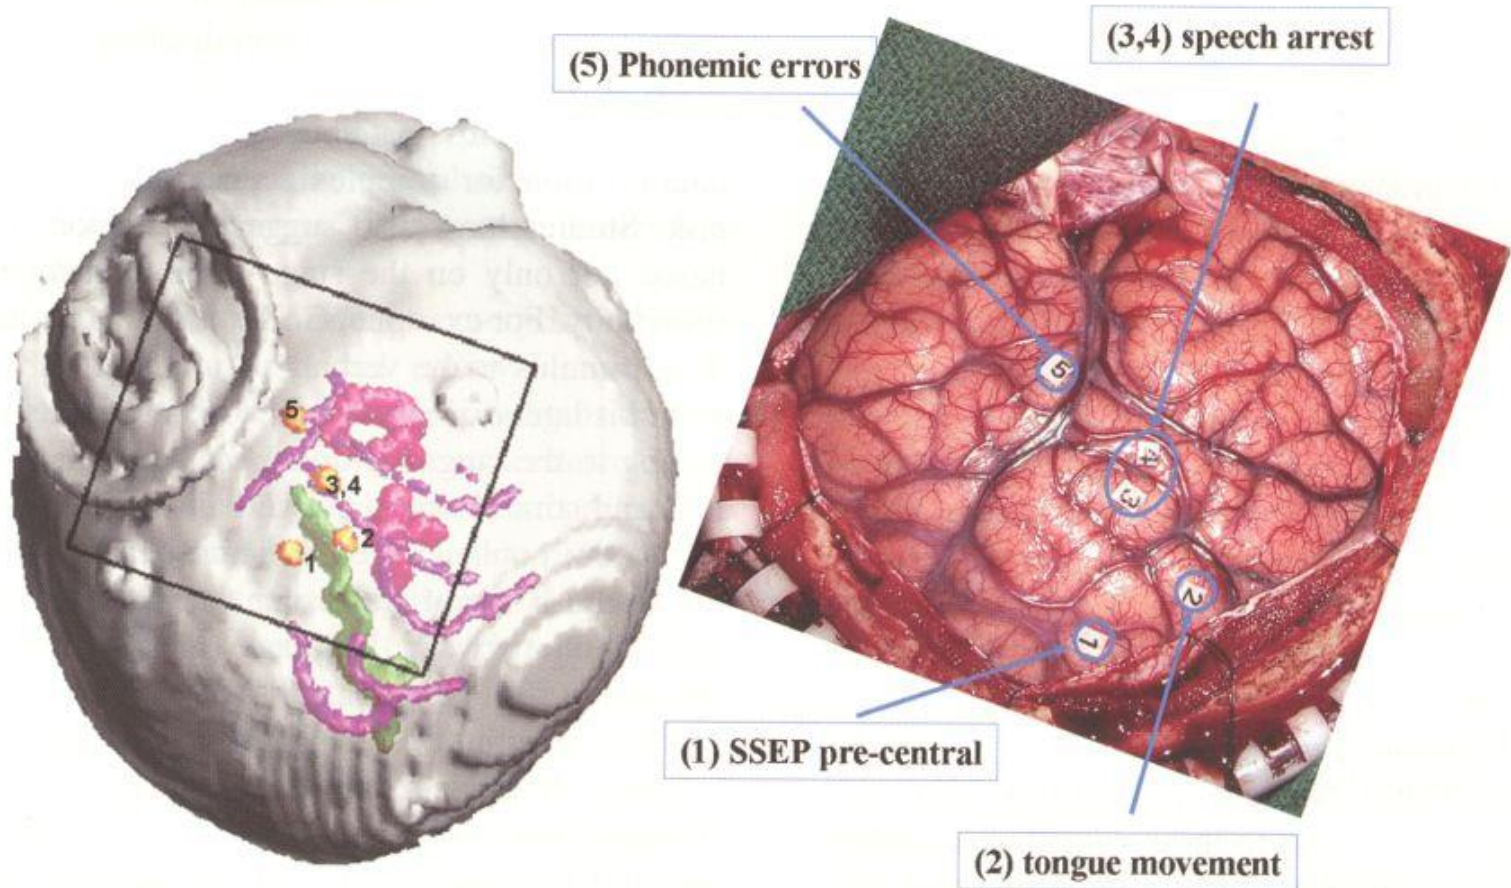 (5) Phonemic errors
(3,4) speech arrest
5
3,4
2
1
5
4
3
2
1
(1) SSEP pre-central
(2) tongue movement